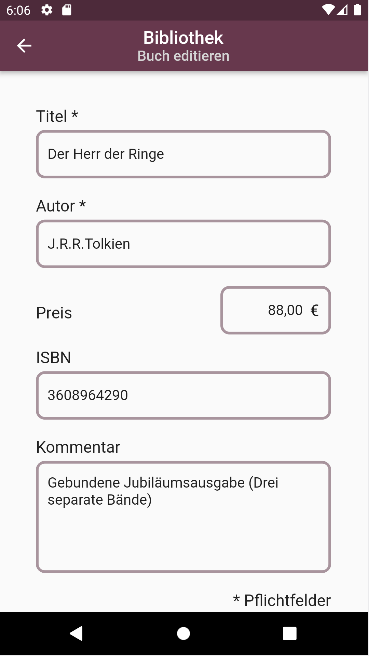 6:06
Bibliothek
Buch editieren
Titel *
Der Herr der Ringe
Autor *
J.R.R.Tolkien
Preis
88,00 €
ISBN
3608964290
Kommentar
Gebundene Jubiläumsausgabe (Drei
separate Bände)
* Pflichtfelder